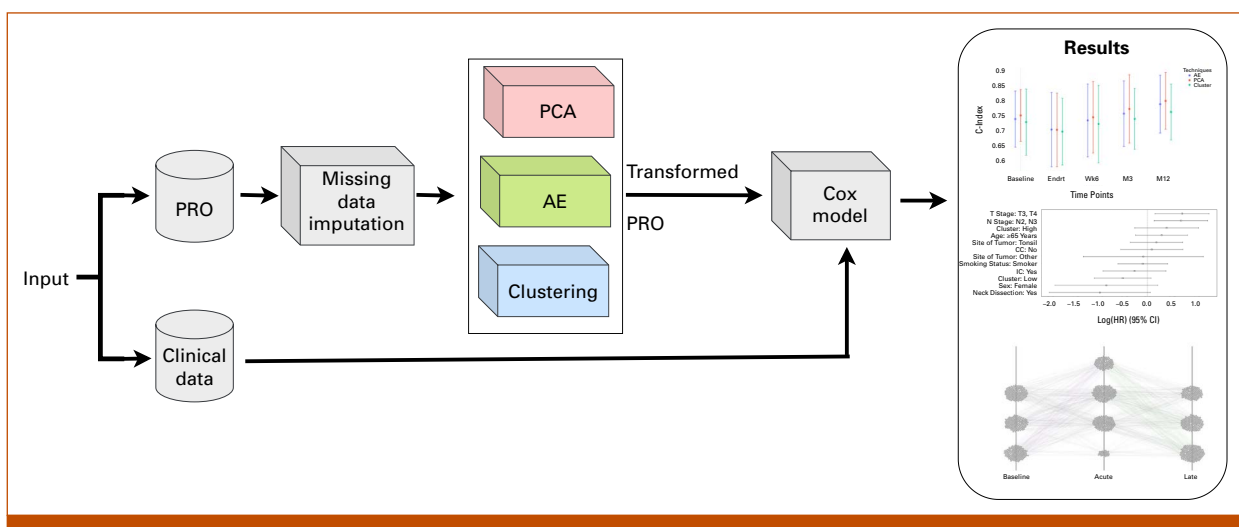 Input
PRO
Clinical
data
Missing
data
imputation
PCA
AE
Clustering
Transformed
PRO
Cox
model
Results
C-Index
0.9
0.85
0.8
0.75
0.7
0.65
0.6
Techniques
AE
PCA
Cluster
Baseline Endrt Wk6 M3 M12
Time Points
T Stage: T3, T4
N Stage: N2, N3
Cluster: High
Age: ≥65 Years
Site of Tumor: Tonsil
CC: No
Site of Tumor: Other
Smoking Status: Smoker
IC: Yes
Cluster: Low
Sex: Female
Neck Dissection: Yes
−2.0 −1.5 −1.0 −0.5 0.0 0.5 1.0
Log(HR) (95% CI)
Baseline Acute Late